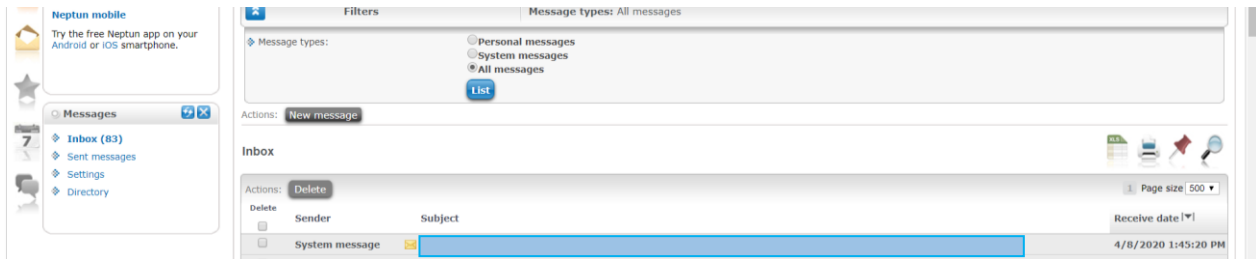 Neptun mobile
Try the free Neptun app on your
Android or iOS smartphone.
Messages
Inbox (83)
Sent messages
Settings
Directory
7
Filters
Message types: All messages
Message types:
Personal messages
System messages
All messages
List
Actions: New message
Inbox
XLS
Actions: Delete
1 Page size 500
Delete
Sender
Subject
Receive date
System message
4/8/2020 1:45:20 PM